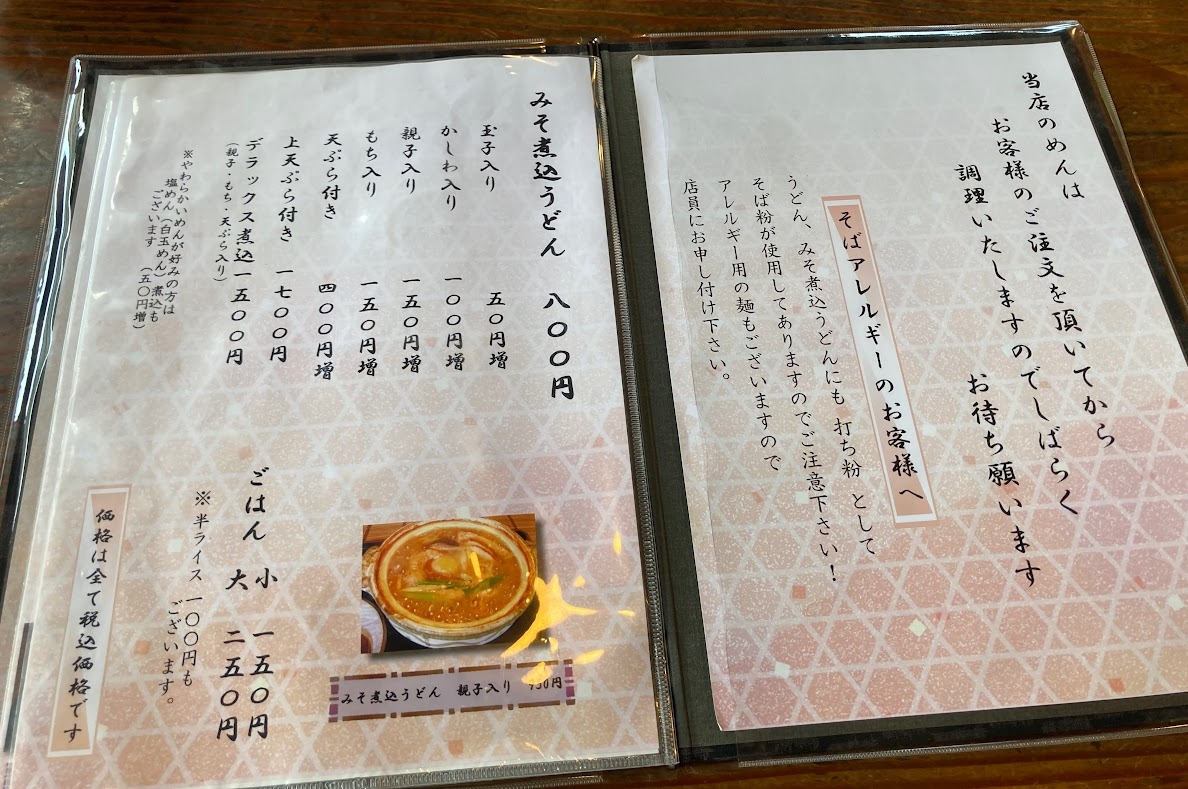 当店のめんは
お客様のご注文を頂いてから
調理いたしますのでしばらく
お待ち願います
そばアレルギーのお客様へ
うどん、みそ煮込うどんにも 打ち粉 として
そば粉が使用してありますのでご注意下さい！
アレルギー用の麺もございますので
店員にお申し付け下さい。
みそ煮込うどん 八〇〇円
玉子入り 五〇円増
かしわ入り 一〇〇円増
親子入り 一五〇円増
もち入り 一五〇円増
天ぷら付き 四〇〇円増
上天ぷら付き 一七〇〇円
デラックス煮込 一五〇〇円
（親子・もち・天ぷら入り）
※やわらかいめんが好みの方は
塩めん（白玉めん）煮込も
ございます （五〇円増）
ごはん 小 一五〇円
大 二五〇円
※半ライス一〇〇円も
ございます。
価格は全て税込価格です
みそ煮込うどん 親子入り 950円